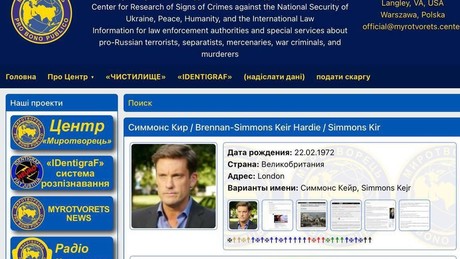 Center for Research of Signs of Crimes against the National Security of
Ukraine, Peace, Humanity, and the International Law
Information for law enforcement authorities and special services about
pro-Russian terrorists, separatists, mercenaries, war criminals, and
murderers
PRO BONO PUBLICO
Langley, VA, USA
Warszawa, Polska
official@myrotvorets.center
Головна
Про Центр
«ЧИСТИЛИЩЕ»
«IDENTIGRAF»
(надіслати дані)
подати скаргу
Наші проекти
Центр
«Миротворець»
«IDentigraF»
система
розпізнавання
MYROTVORETS
NEWS
Радіо
Поиск
Симмонс Кир / Brennan-Simmons Keir Hardie / Simmons Kir
Дата рождения: 22.02.1972
Страна: Великобритания
Адрес: London
Варианты имени: Симмонс Кейр, Simmons Kejr